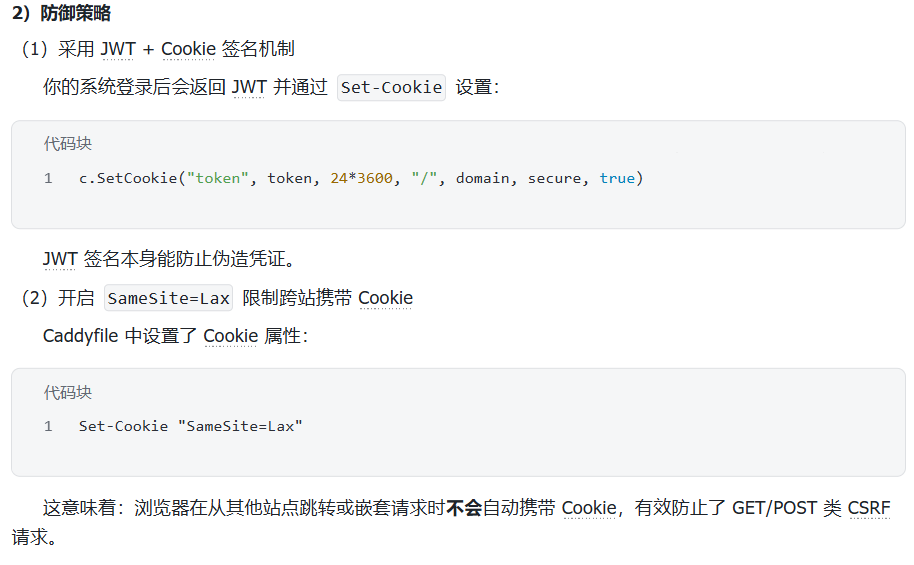 2）防御策略
（1）采用 JWT + Cookie 签名机制
你的系统登录后会返回 JWT 并通过 Set-Cookie 设置：
代码块
1 c.SetCookie("token", token, 24*3600, "/", domain, secure, true)
JWT 签名本身能防止伪造凭证。
（2）开启 SameSite=Lax 限制跨站携带 Cookie
Caddyfile 中设置了 Cookie 属性：
代码块
1 Set-Cookie "SameSite=Lax"
这意味着：浏览器在从其他站点跳转或嵌套请求时不会自动携带 Cookie，有效防止了 GET/POST 类 CSRF
请求。